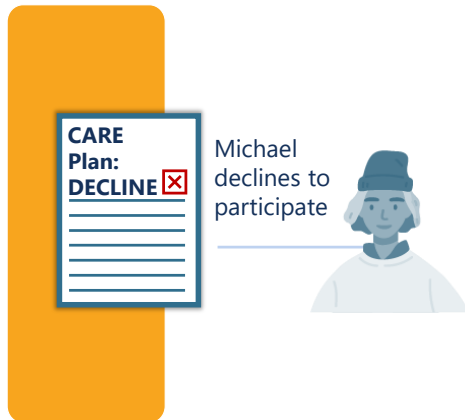 CARE
Plan:
DECLINE
Michael
declines to
participate